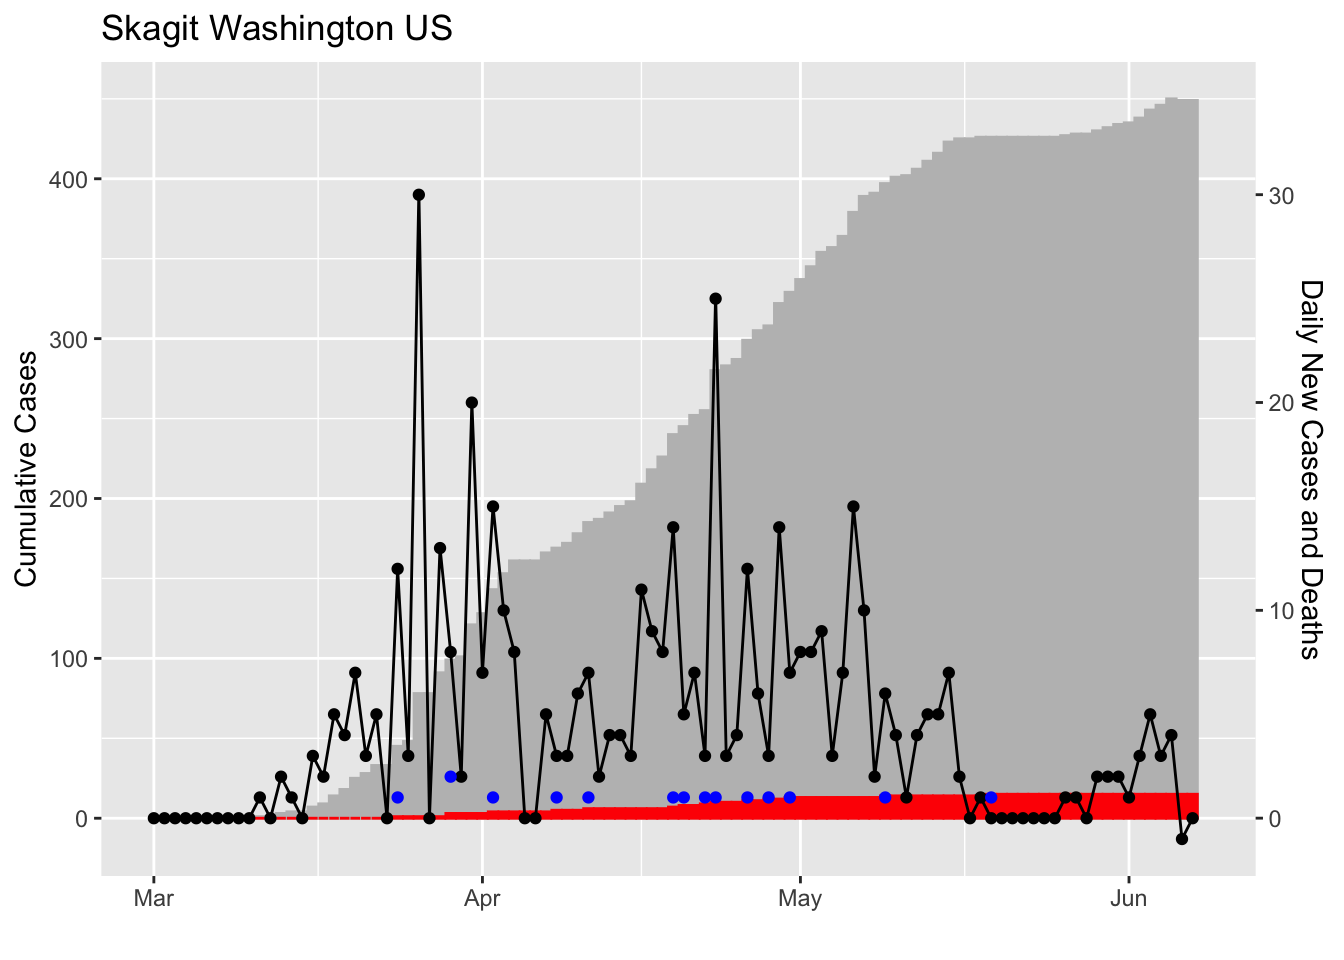 Skagit Washington US
Cumulative Cases
400
300
200
100
0
30
20
10
0
Daily New Cases and Deaths
Mar
Apr
May
Jun